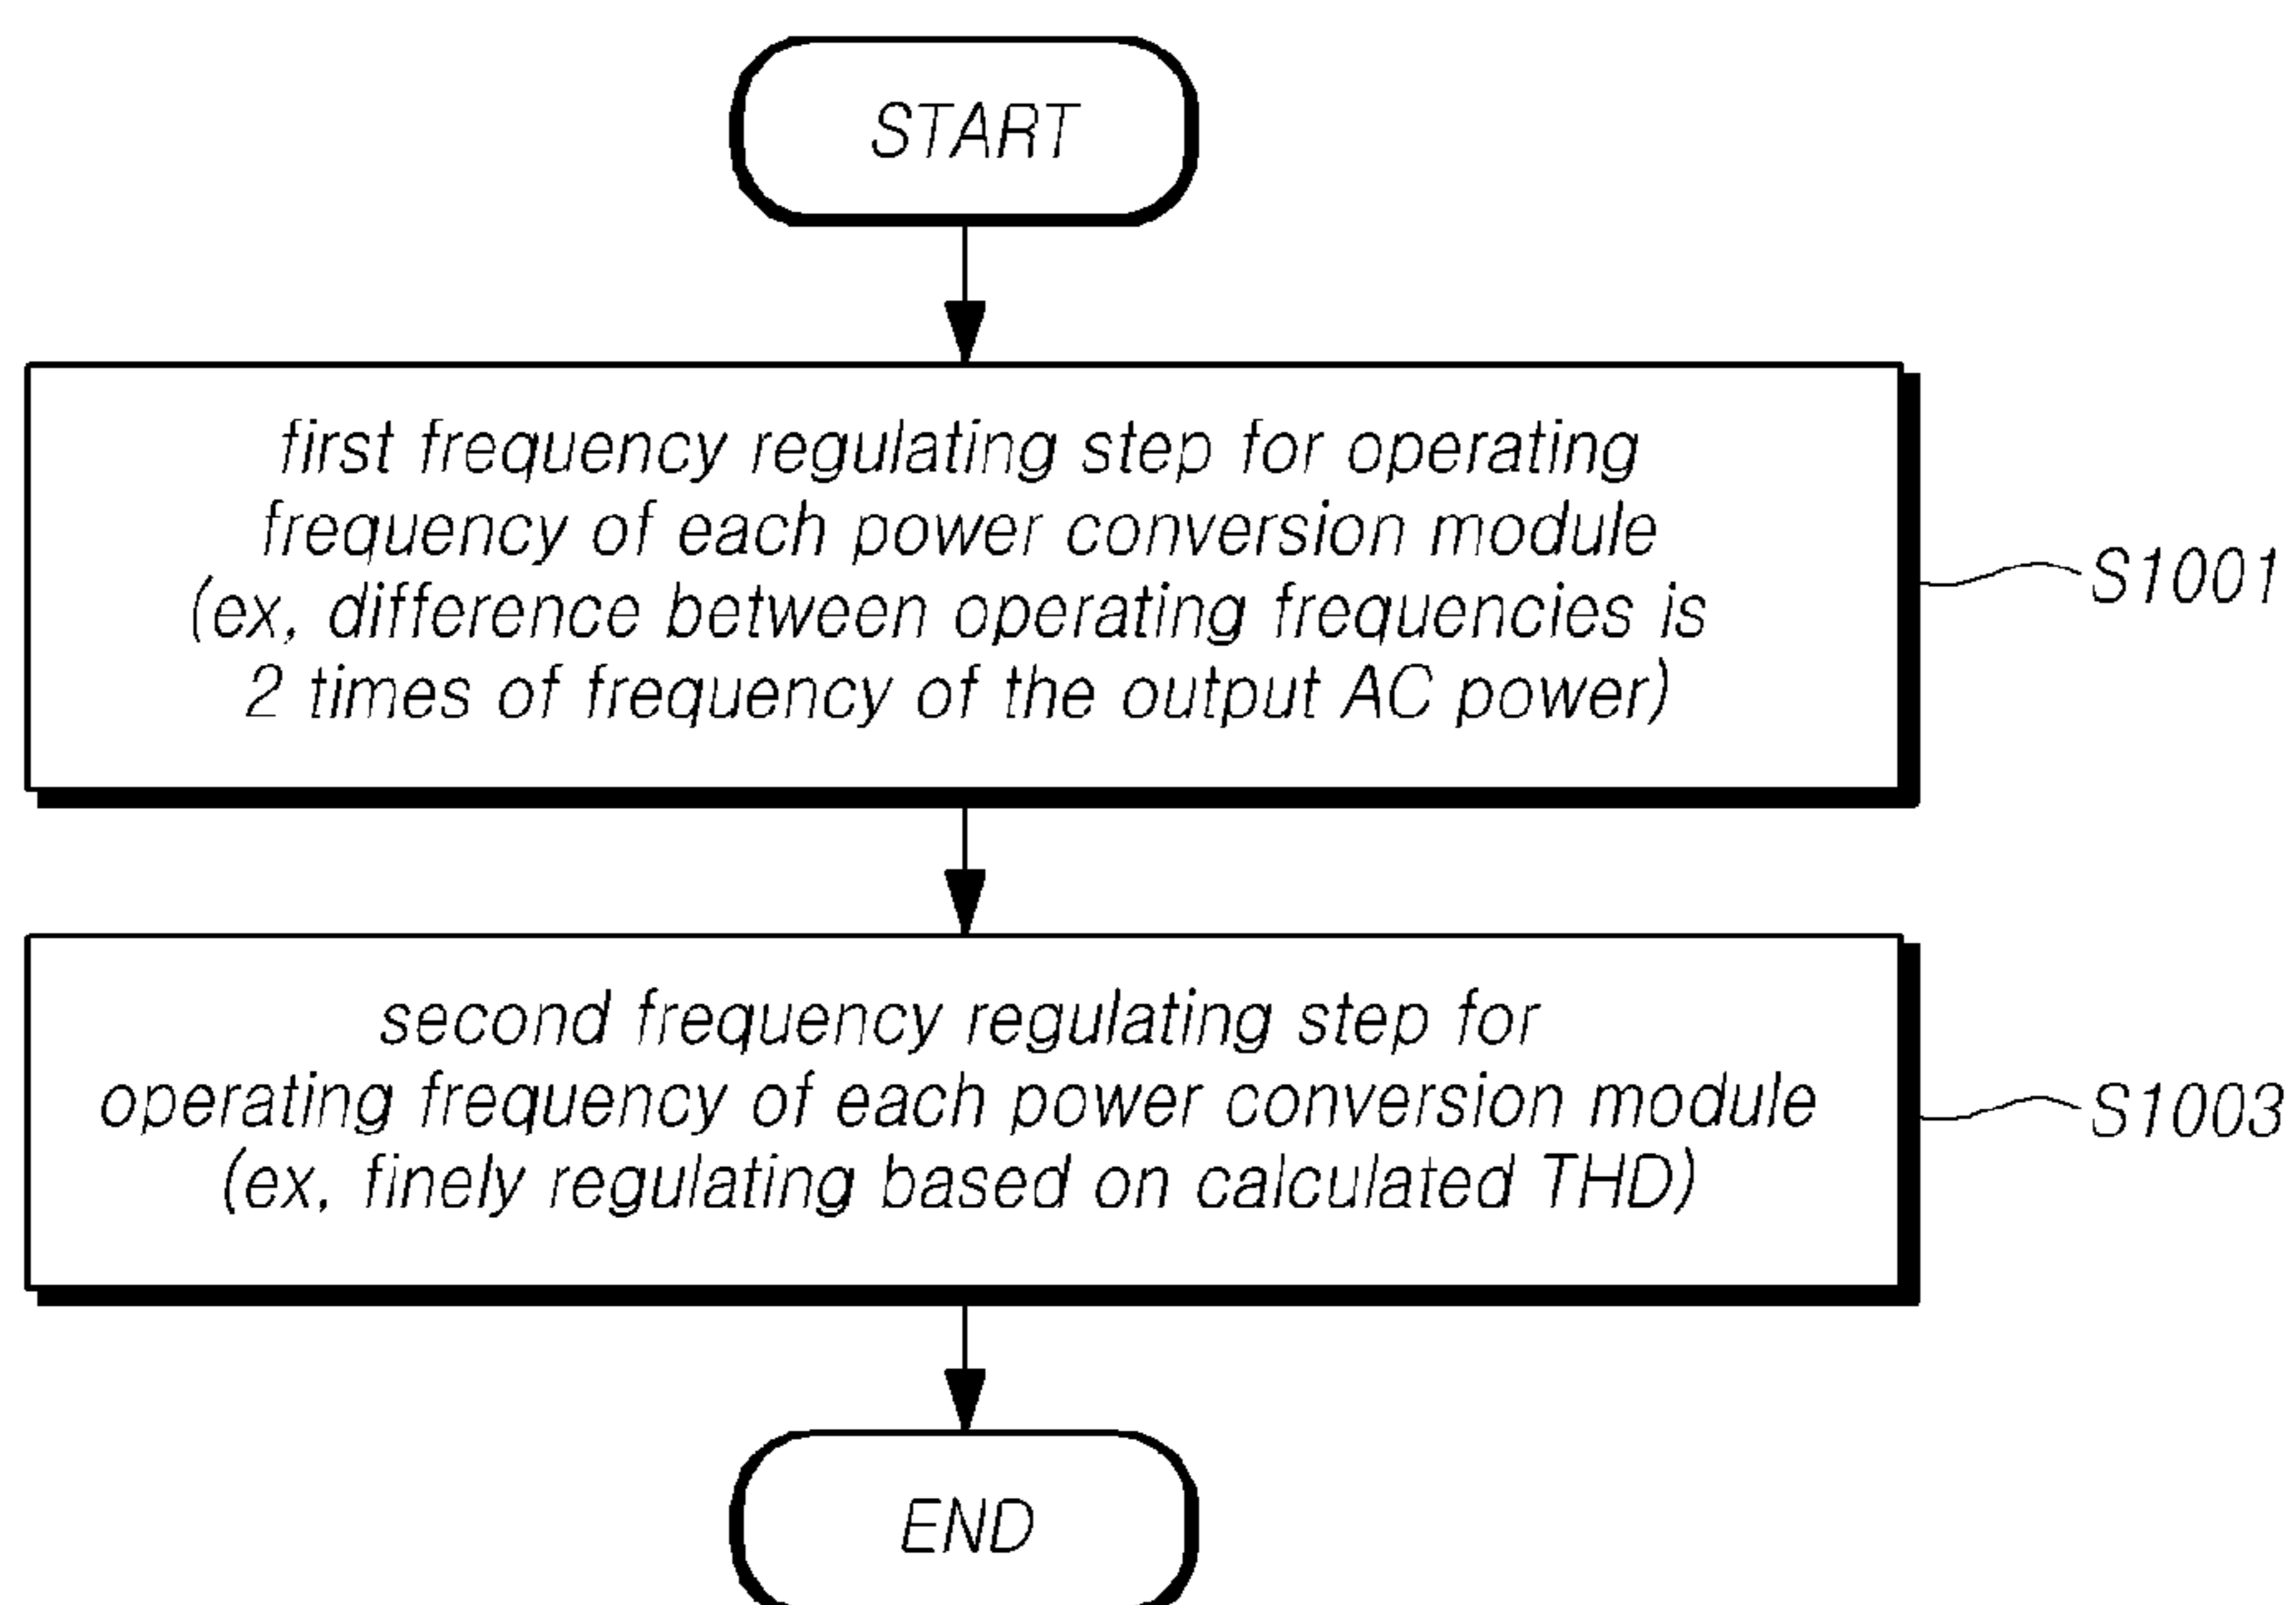 START
first frequency regulating step for operating
frequency of each power conversion module
(ex, difference between operating frequencies is
2 times of frequency of the output AC power)
S1001
second frequency regulating step for
operating frequency of each power conversion module
(ex, finely regulating based on calculated THD)
S1003
END